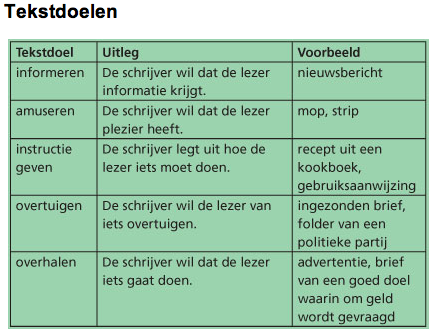 Tekstdoelen
Tekstdoel Uitleg Voorbeeld
informeren De schrijver wil dat de lezer nieuwsbericht
informatie krijgt.
amuseren De schrijver wil dat de lezer mop, strip
plezier heeft.
instructie De schrijver legt uit hoe de recept uit een
geven lezer iets moet doen. kookboek,
gebruiksaanwijzing
overtuigen De schrijver wil de lezer van ingezonden brief,
iets overtuigen. folder van een
politieke partij
overhalen De schrijver wil dat de lezer advertentie, brief
iets gaat doen. van een goed doel
waarin om geld
wordt gevraagd